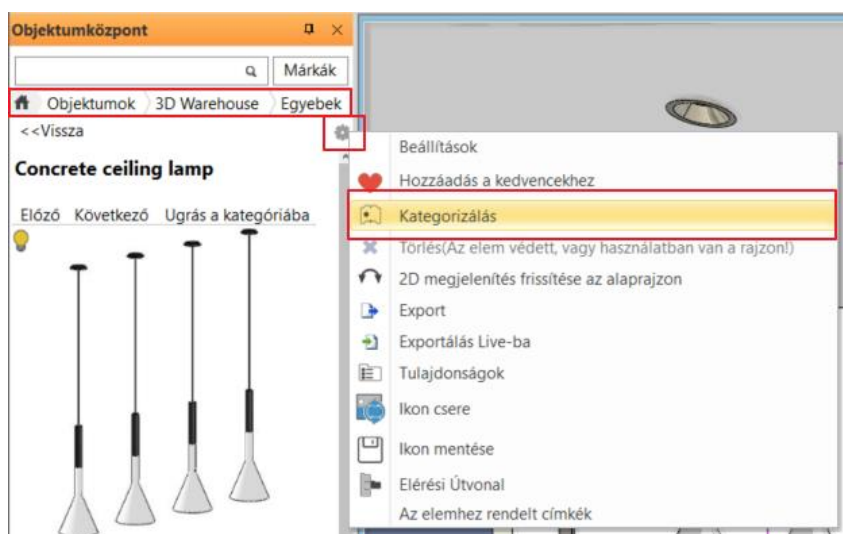 Objektumközpont
Márkák
Objektumok 3D Warehouse Egyebek
<<Vissza
Concrete ceiling lamp
Előző Következő Ugrás a kategóriába
Beállítások
Hozzáadás a kedvencekhez
Kategorizálás
Törlés(Az elem védett, vagy használatban van a rajzon!)
2D megjelenítés frissítése az alaprajzon
Export
Exportálás Live-ba
Tulajdonságok
Ikon csere
Ikon mentése
Elérési Útvonal
Az elemhez rendelt címkék